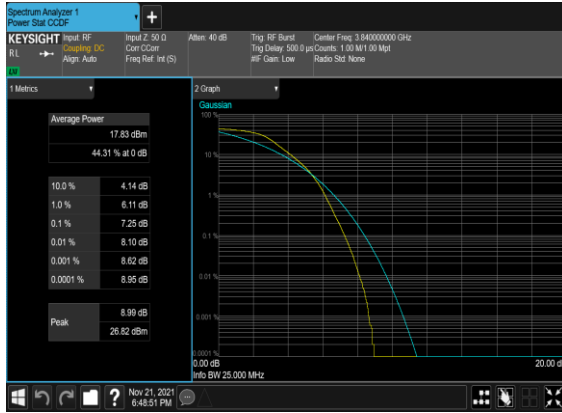 Spectrum Analyzer 1
Power Stat CCDF
+
KEYSIGHT
RL
LXI
Input: RF
Coupling: DC
Align: Auto
Input Z: 50 Ω
Corr CCorr
Freq Ref: Int (S)
Atten: 40 dB
Trig: RF Burst
Trig Delay: 500.0 µs
#IF Gain: Low
Center Freq: 3.840000000 GHz
Counts: 1.00 M/1.00 Mpt
Radio Std: None
1 Metrics
Average Power
17.83 dBm
44.31 % at 0 dB
10.0 % 4.14 dB
1.0 % 6.11 dB
0.1 % 7.25 dB
0.01 % 8.10 dB
0.001 % 8.62 dB
0.0001 % 8.95 dB
Peak
8.99 dB
26.82 dBm
2 Graph
Gaussian
100 %
10 %
1 %
0.1 %
0.01 %
0.001 %
0.0001 %
0.00 dB
20.00 dB
Info BW 25.000 MHz
?
Nov 21, 2021
6:48:51 PM